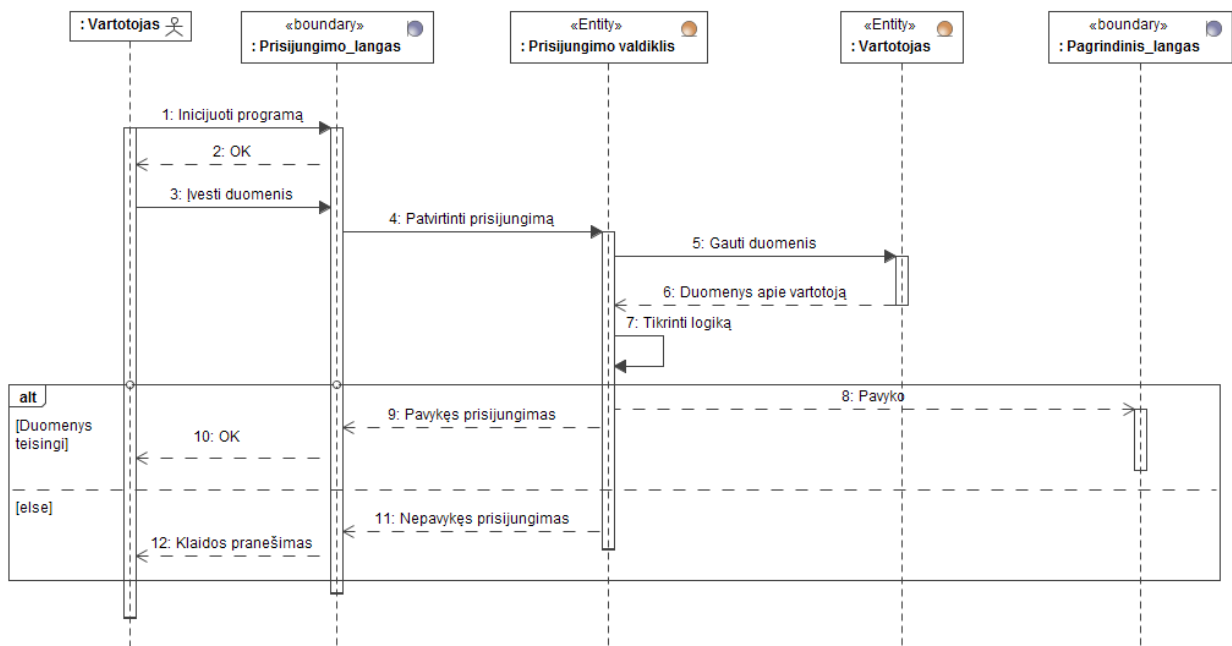 : Vartotojas
«boundary»
: Prisijungimo_langas
«Entity»
: Prisijungimo valdiklis
«Entity»
: Vartotojas
«boundary»
: Pagrindinis_langas
1: Inicijuoti programą
2: OK
3: Įvesti duomenis
4: Patvirtinti prisijungimą
5: Gauti duomenis
6: Duomenys apie vartotoją
7: Tikrinti logiką
alt
8: Pavyko
[Duomenys
teisingi]
9: Pavykęs prisijungimas
10: OK
[else]
11: Nepavykęs prisijungimas
12: Klaidos pranešimas